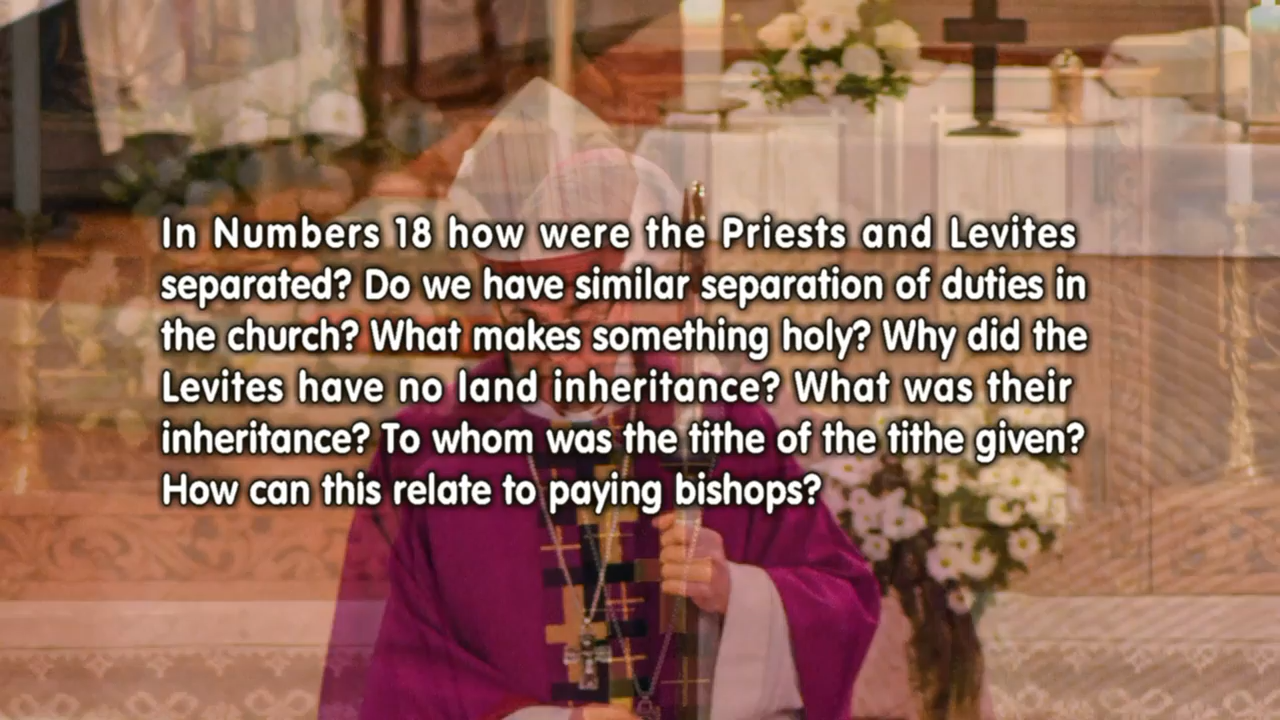 In Numbers 18 how were the Priests and Levites
separated? Do we have similar separation of duties in
the church? What makes something holy? Why did the
Levites have no land inheritance? What was their
inheritance? To whom was the tithe of the tithe given?
How can this relate to paying bishops?